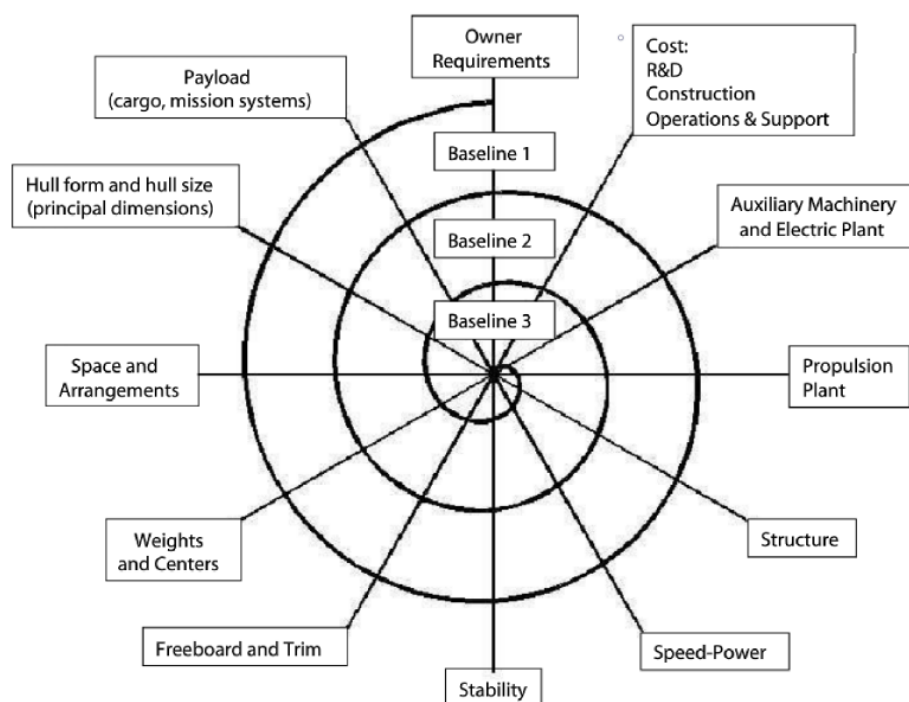 Owner
Requirements
Cost:
R&D
Construction
Operations & Support
Payload
(cargo, mission systems)
Baseline 1
Hull form and hull size
(principal dimensions)
Auxiliary Machinery
and Electric Plant
Baseline 2
Baseline 3
Space and
Arrangements
Propulsion
Plant
Weights
and Centers
Structure
Freeboard and Trim
Speed-Power
Stability